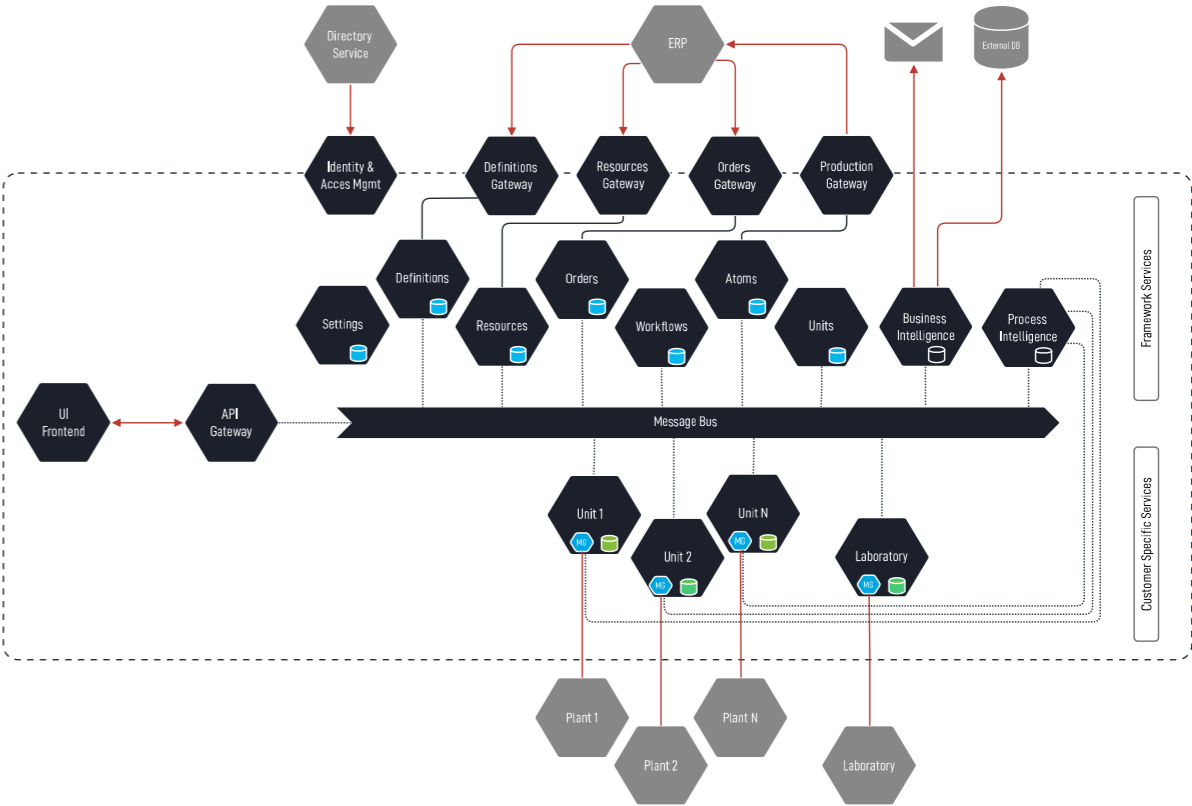 Directory
Service
ERP
External DB
Identity &
Acces Mgmt
Definitions
Gateway
Resources
Gateway
Orders
Gateway
Production
Gateway
Definitions
Orders
Atoms
Settings
Resources
Workflows
Units
Business
Intelligence
Process
Intelligence
Framework Services
UI
Frontend
API
Gateway
Message Bus
Unit 1
MG
Unit 2
MG
Unit N
MG
Laboratory
MG
Customer Specific Services
Plant 1
Plant 2
Plant N
Laboratory